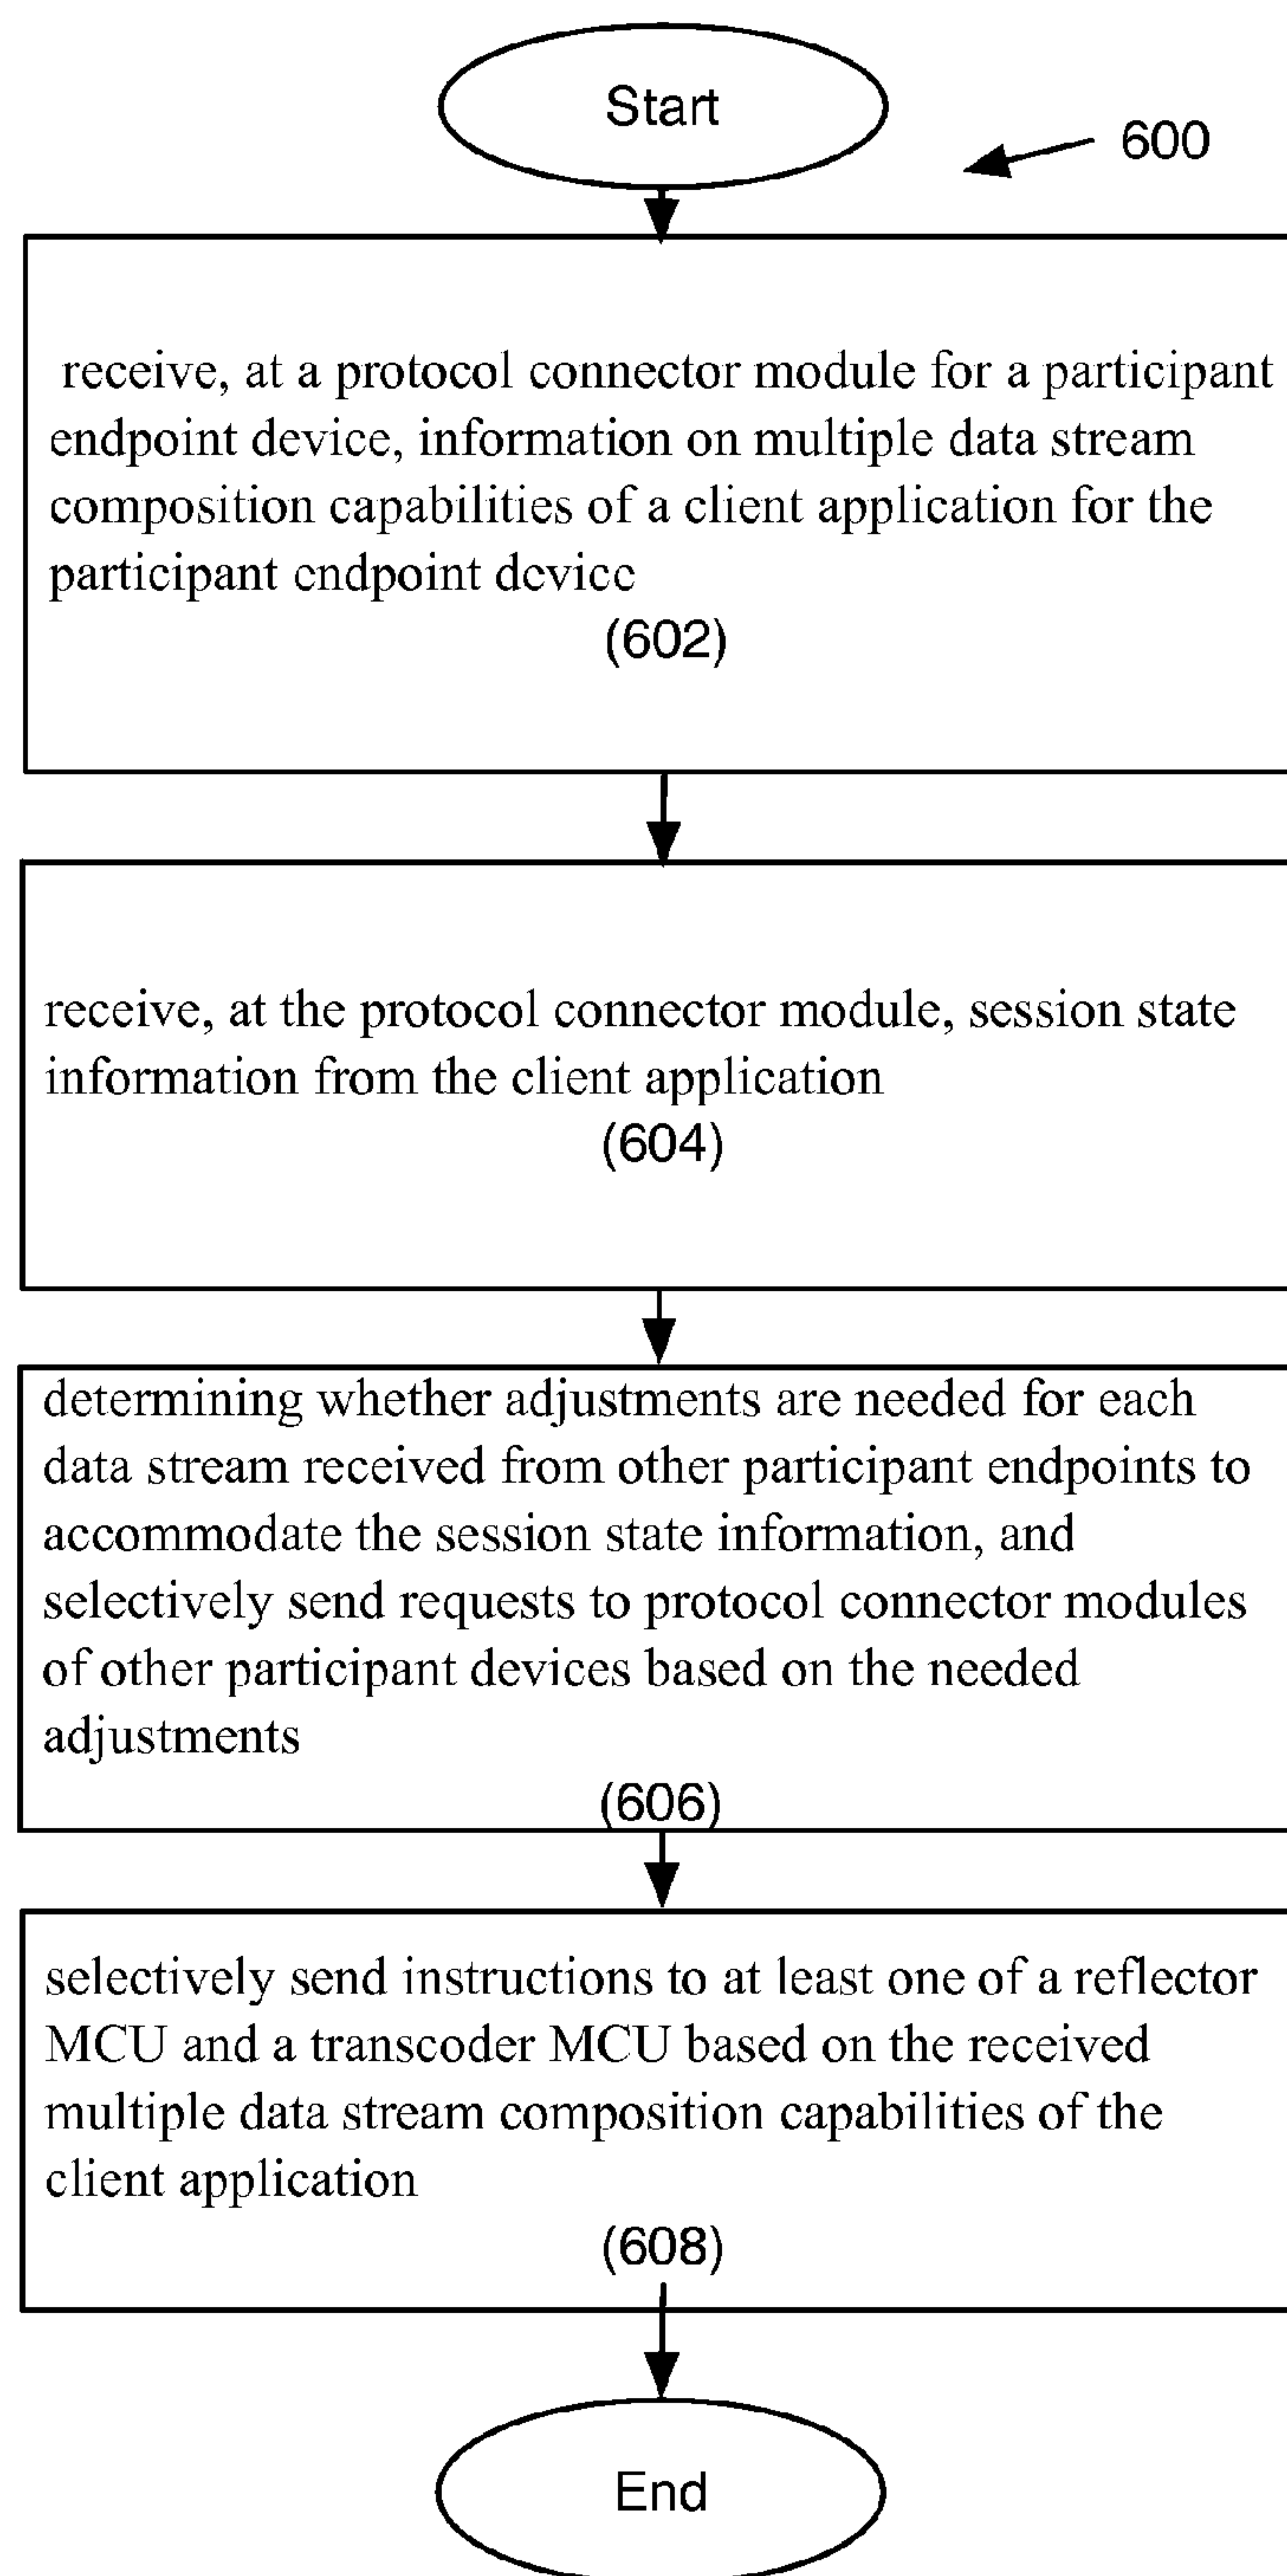 Start
600
receive, at a protocol connector module for a participant
endpoint device, information on multiple data stream
composition capabilities of a client application for the
participant endpoint device
(602)
receive, at the protocol connector module, session state
information from the client application
(604)
determining whether adjustments are needed for each
data stream received from other participant endpoints to
accommodate the session state information, and
selectively send requests to protocol connector modules
of other participant devices based on the needed
adjustments
(606)
selectively send instructions to at least one of a reflector
MCU and a transcoder MCU based on the received
multiple data stream composition capabilities of the
client application
(608)
End